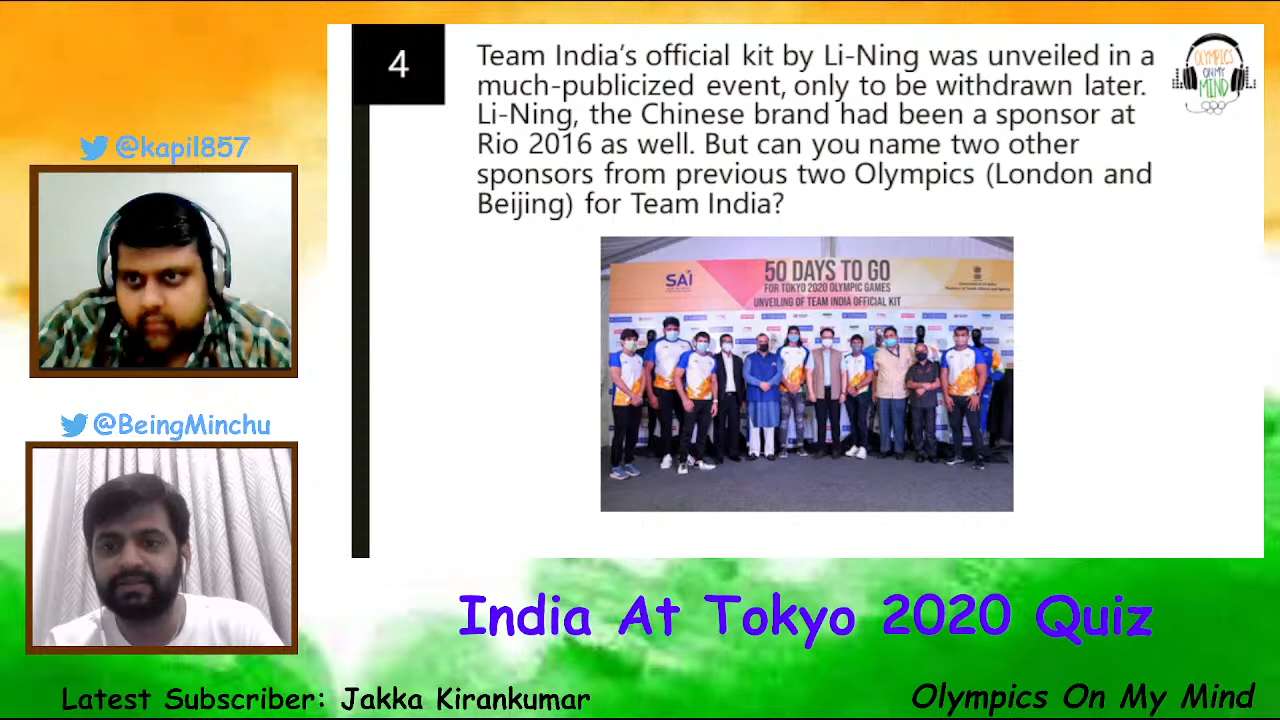 4
Team India's official kit by Li-Ning was unveiled in a
much-publicized event, only to be withdrawn later.
Li-Ning, the Chinese brand had been a sponsor at
Rio 2016 as well. But can you name two other
sponsors from previous two Olympics (London and
Beijing) for Team India?
OLYMPICS
ON MY
MIND
@kapil857
@BeingMinchu
SAI
50 DAYS TO GO
FOR TOKYO 2020 OLYMPIC GAMES
UNVEILING OF TEAM INDIA OFFICIAL KIT
India At Tokyo 2020 Quiz
Latest Subscriber: Jakka Kirankumar
Olympics On My Mind